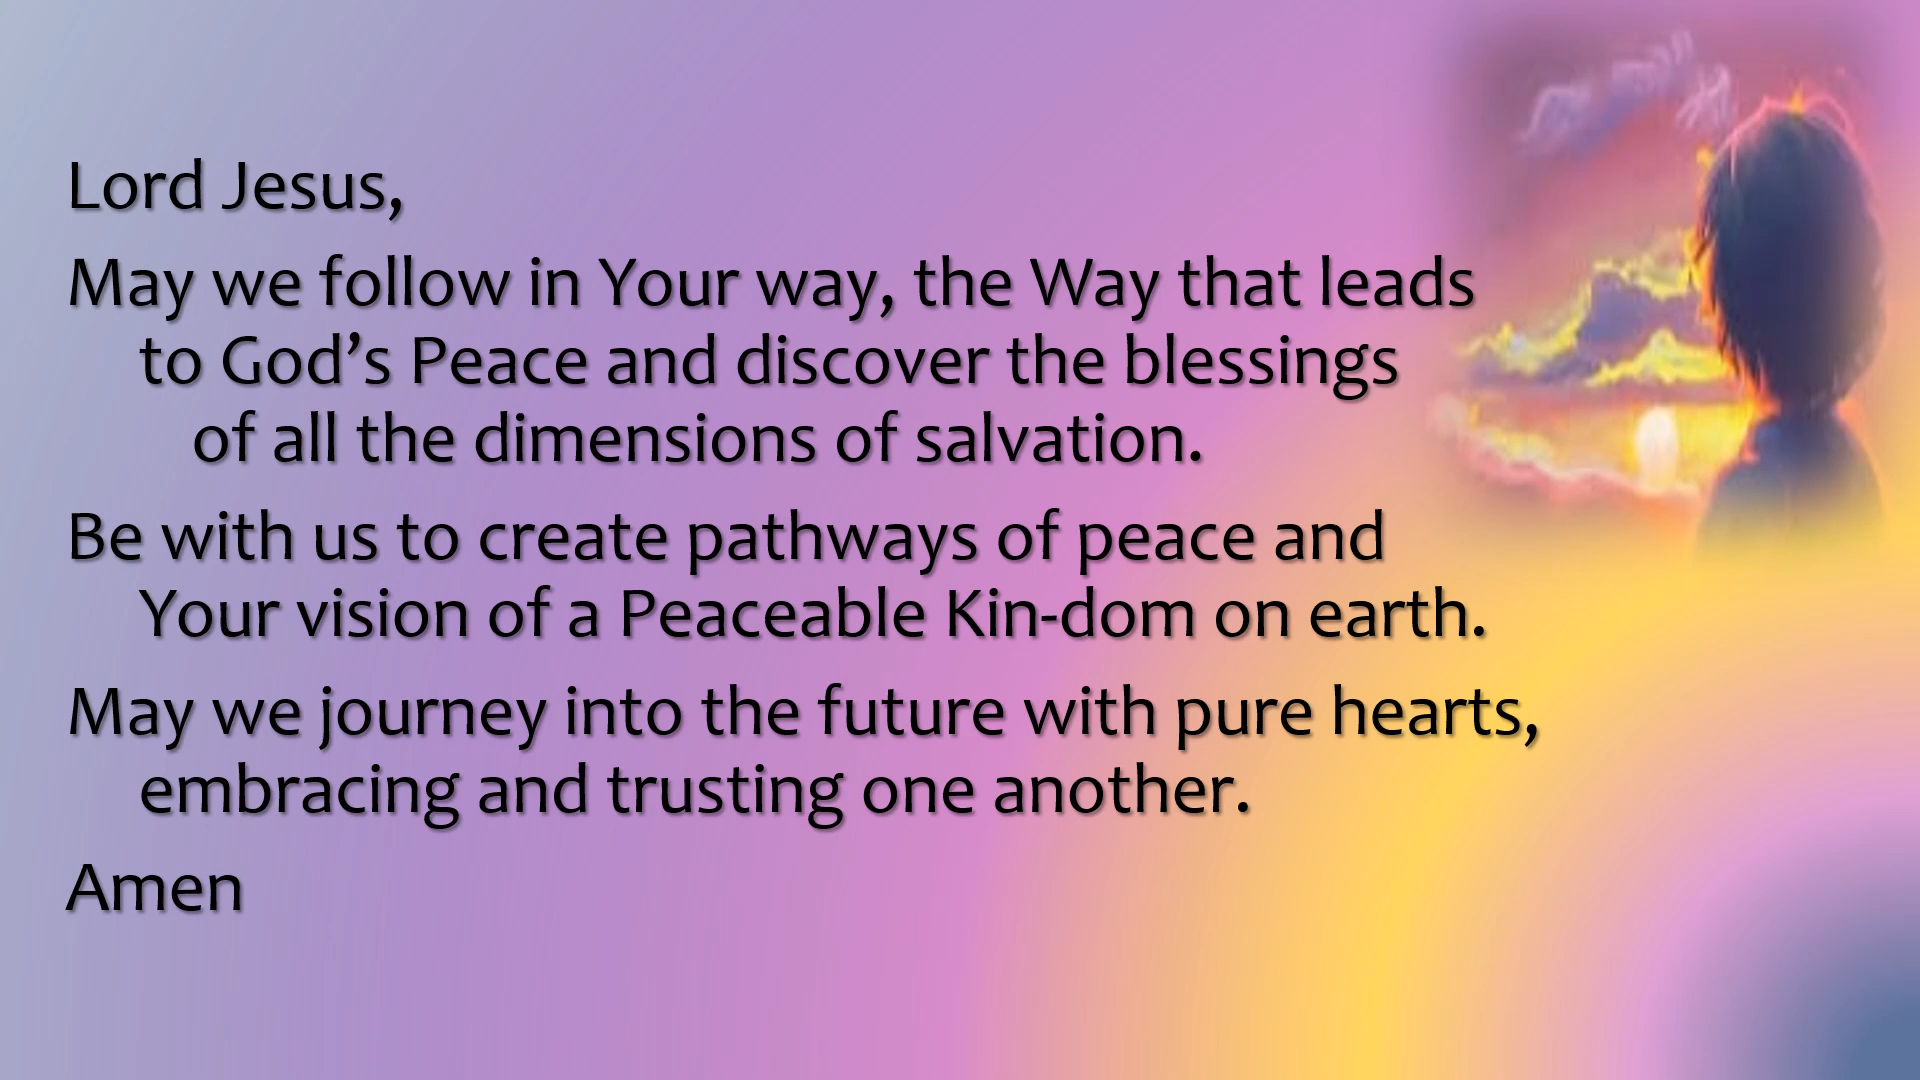 Lord Jesus,
May we follow in Your way, the Way that leads
to God’s Peace and discover the blessings
of all the dimensions of salvation.
Be with us to create pathways of peace and
Your vision of a Peaceable Kin-dom on earth.
May we journey into the future with pure hearts,
embracing and trusting one another.
Amen